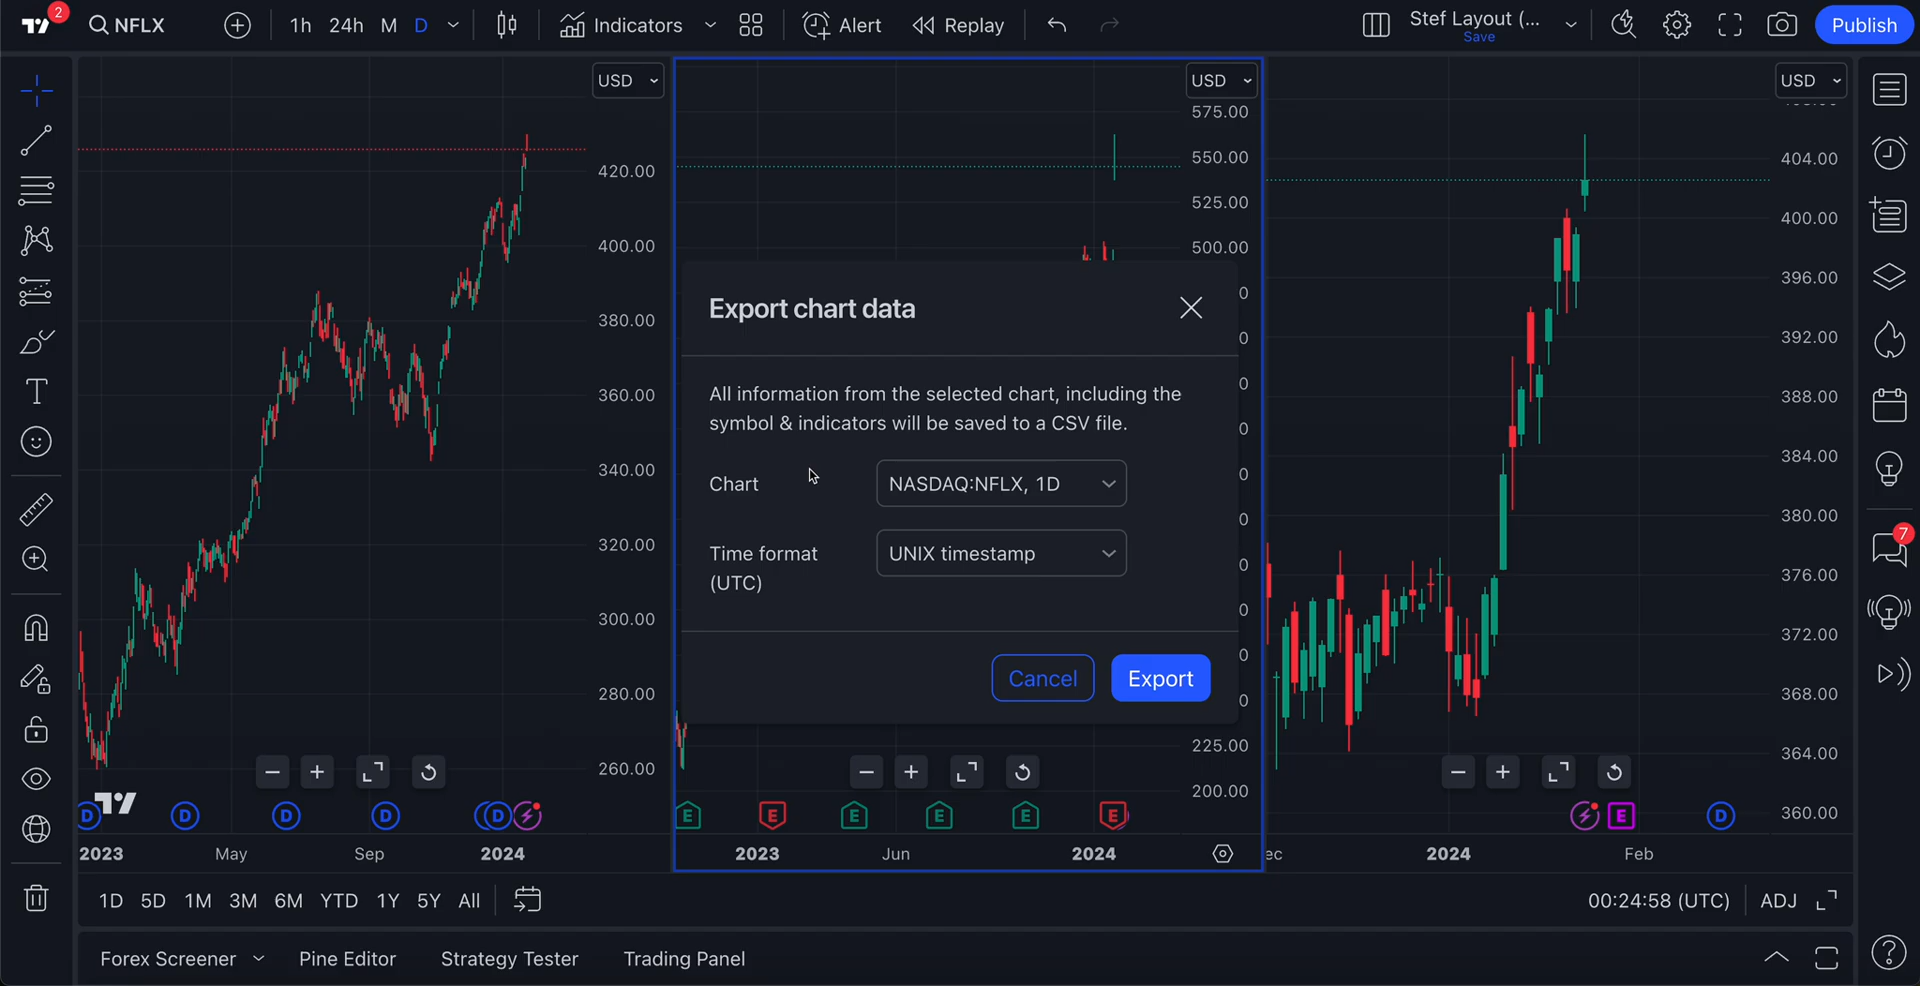 2
NFLX
1h 24h M D
Indicators
Alert
Replay
Stef Layout (...
Save
Publish
USD
420.00
400.00
380.00
360.00
340.00
320.00
300.00
280.00
260.00
D D D D D
2023 May Sep 2024
USD
575.00
550.00
525.00
500.00
225.00
200.00
E E E E E E
2023 Jun 2024
Export chart data
All information from the selected chart, including the
symbol & indicators will be saved to a CSV file.
Chart
NASDAQ:NFLX, 1D
Time format
(UTC)
UNIX timestamp
Cancel
Export
USD
404.00
400.00
396.00
392.00
388.00
384.00
380.00
376.00
372.00
368.00
364.00
360.00
E D
ec 2024 Feb
7
1D 5D 1M 3M 6M YTD 1Y 5Y All
00:24:58 (UTC)
ADJ
Forex Screener
Pine Editor
Strategy Tester
Trading Panel